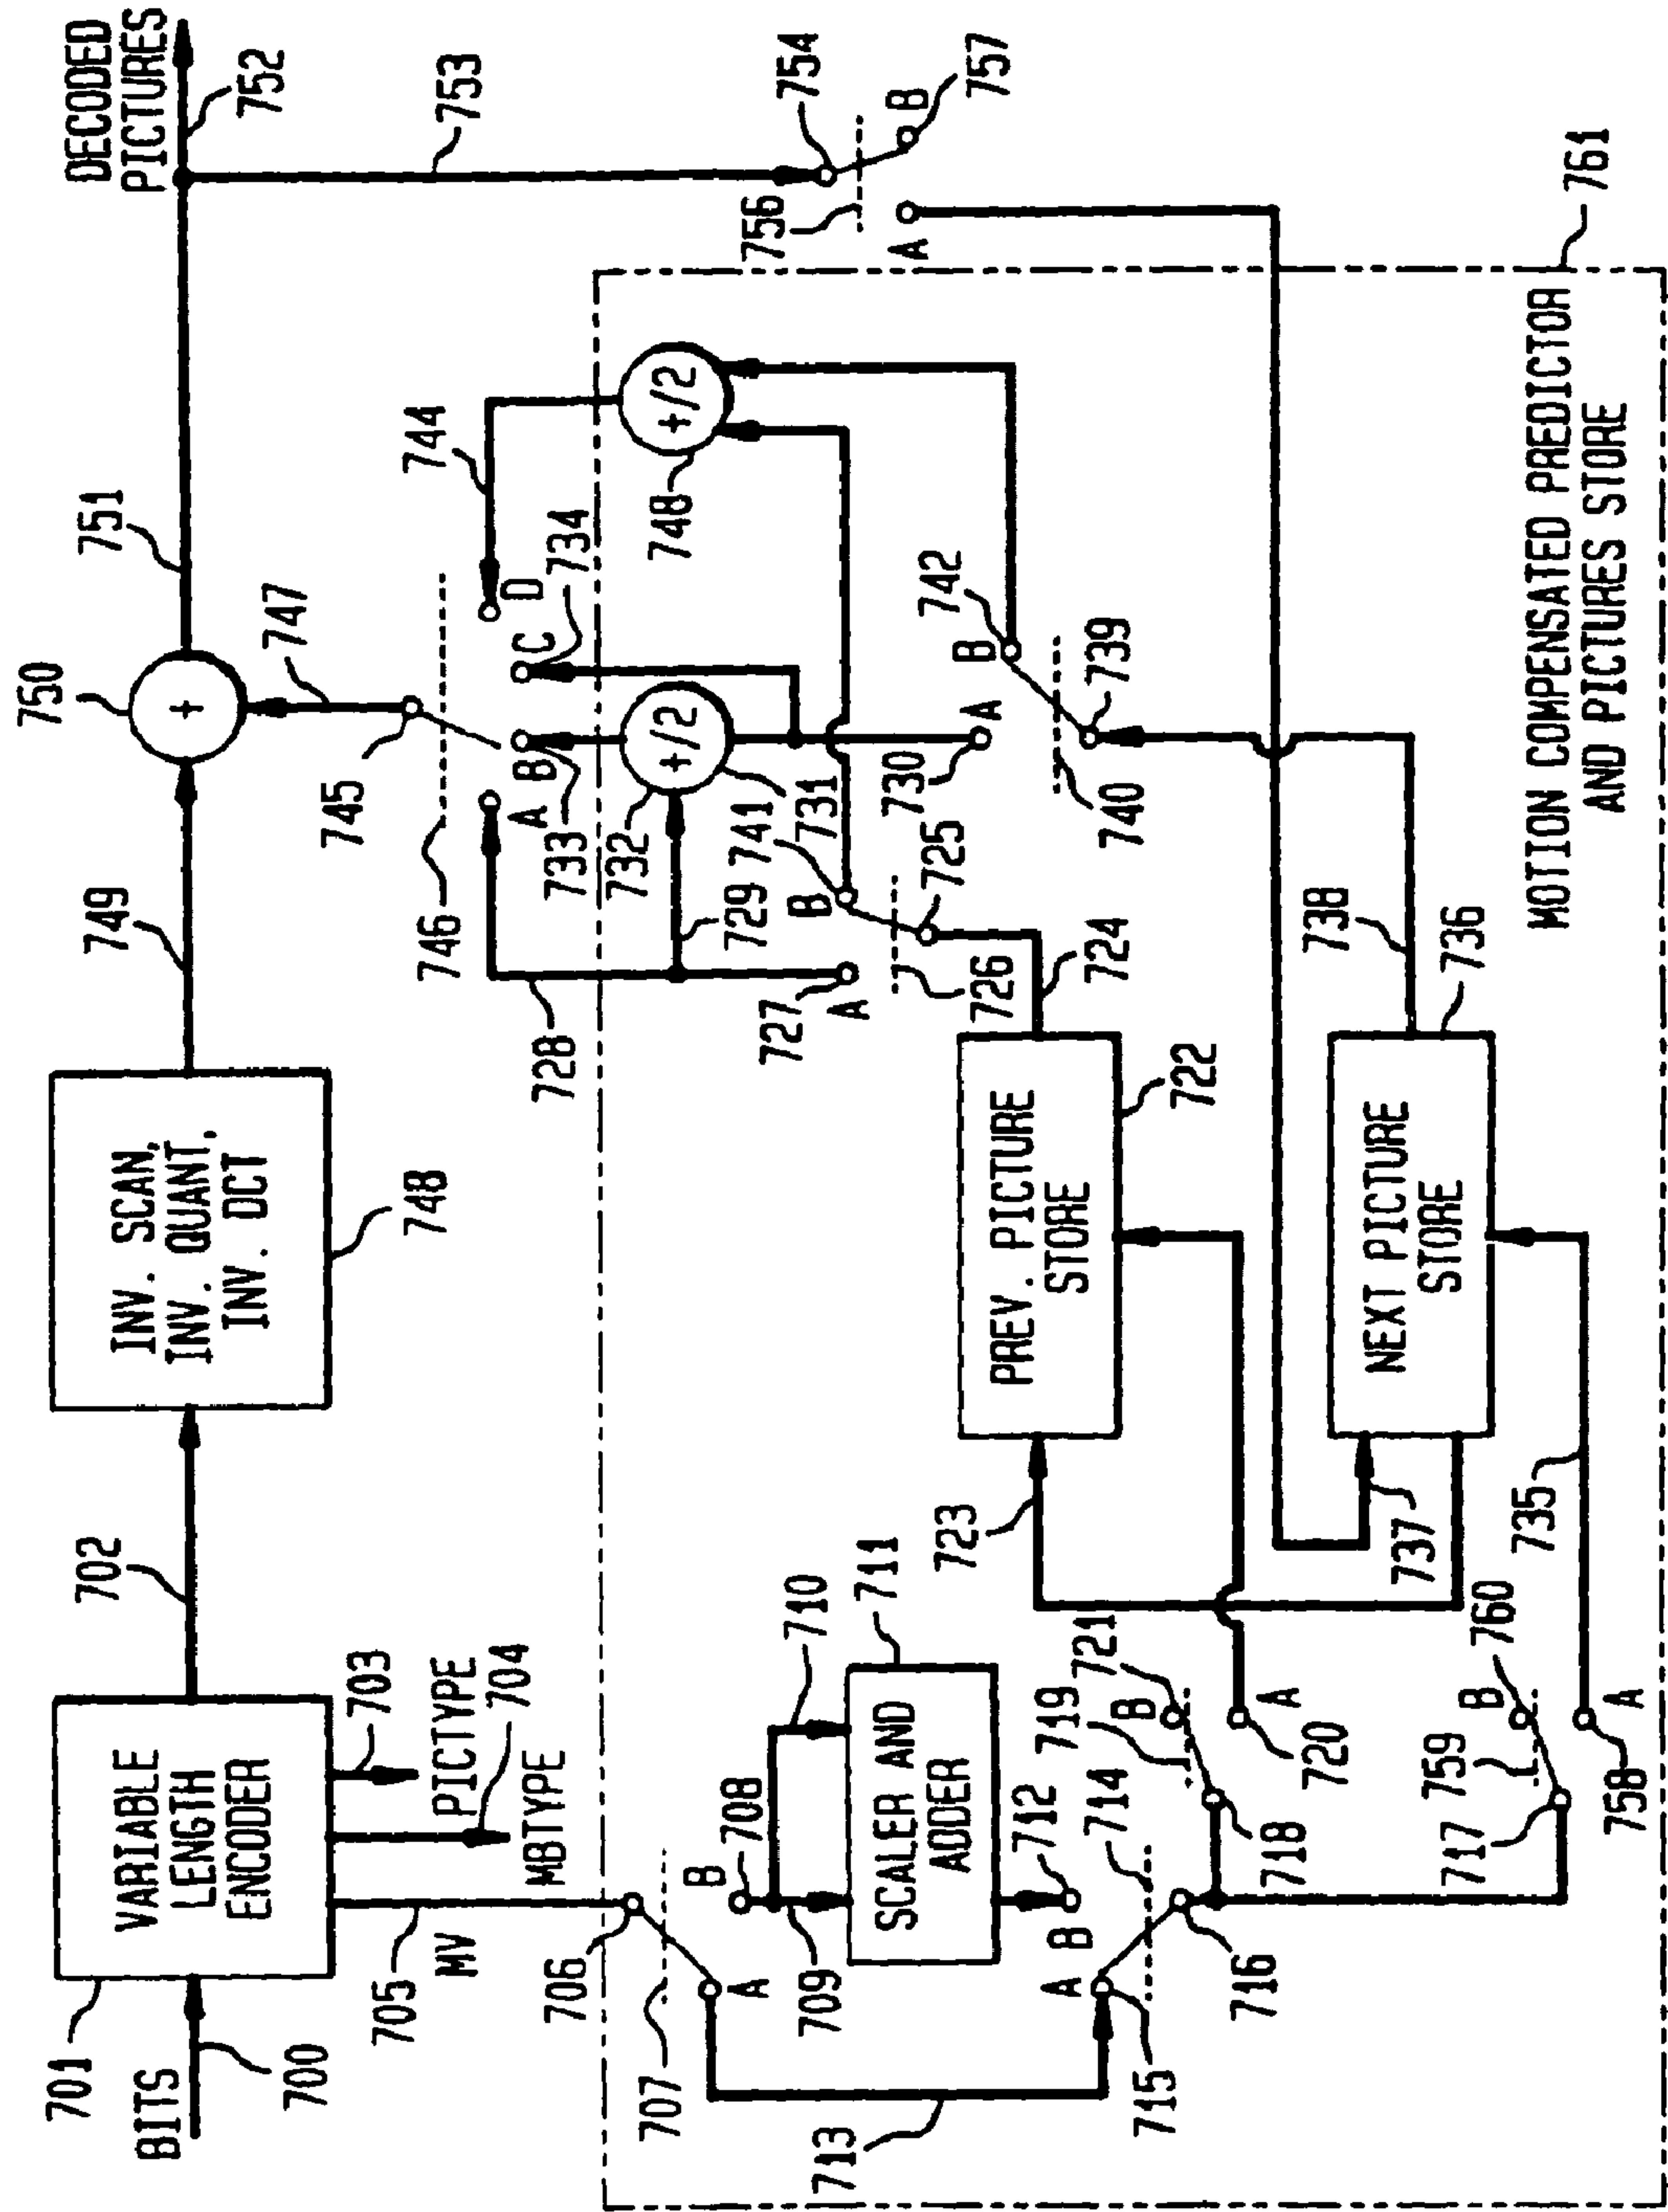 BITS
700
701
VARIABLE
LENGTH
ENCODER
702
703
PICTYPE
704
MBTYPE
705
MV
INV. SCAN,
INV. QUANT,
INV. DCT
748
749
750
+
751
747
745
746
DECODED
PICTURES
752
753
754
756
B
757
A
744
A
B
C
D
733
734
728
732
+/2
731
748
+/2
729
706
707
A
B
708
709
710
SCALER AND
ADDER
711
712
B
713
A
715
714
716
718
719
B
721
A
720
717
759
B
760
A
758
735
723
PREV. PICTURE
STORE
722
724
725
726
727
A
B
741
730
A
B
742
739
740
NEXT PICTURE
STORE
736
737
738
MOTION COMPENSATED PREDICTOR
AND PICTURES STORE
761